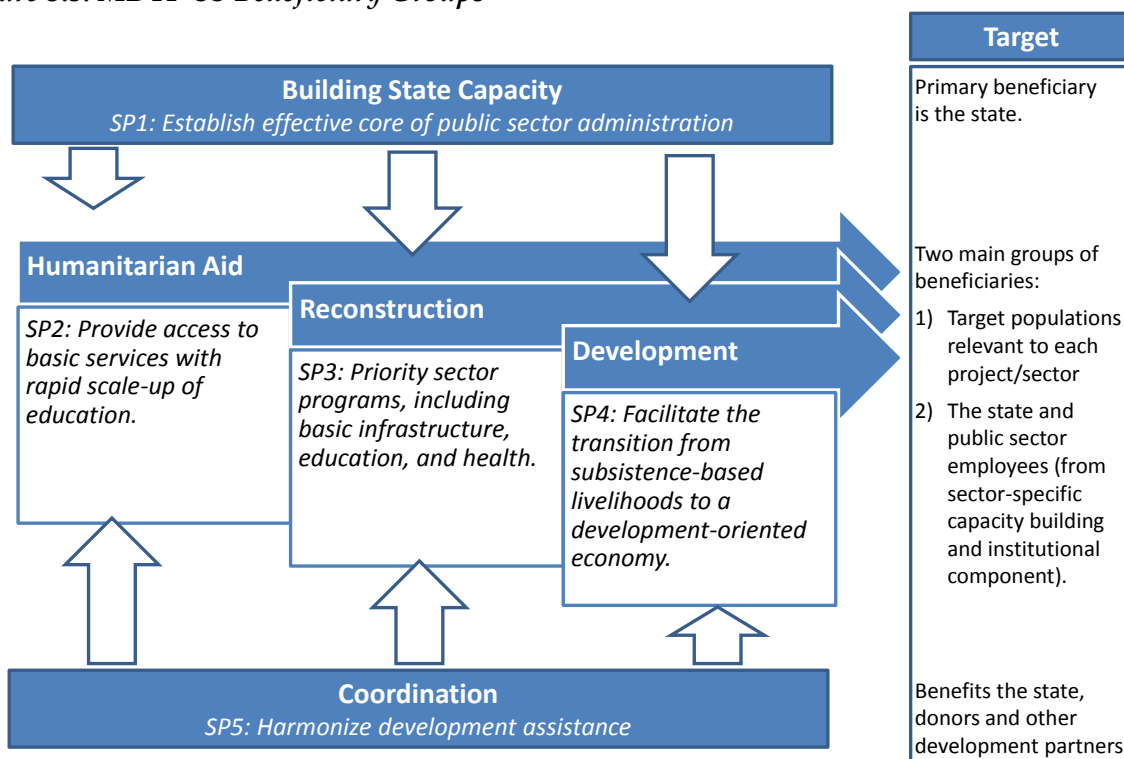 Beneficiary Groups
Target
Building State Capacity
SP1: Establish effective core of public sector administration
Primary beneficiary
is the state.
Humanitarian Aid
SP2: Provide access to
basic services with
rapid scale-up of
education.
Reconstruction
SP3: Priority sector
programs, including
basic infrastructure,
education, and health.
Development
SP4: Facilitate the
transition from
subsistence-based
livelihoods to a
development-oriented
economy.
Two main groups of
beneficiaries:
1) Target populations
relevant to each
project/sector
2) The state and
public sector
employees (from
sector-specific
capacity building
and institutional
component).
Coordination
SP5: Harmonize development assistance
Benefits the state,
donors and other
development partners